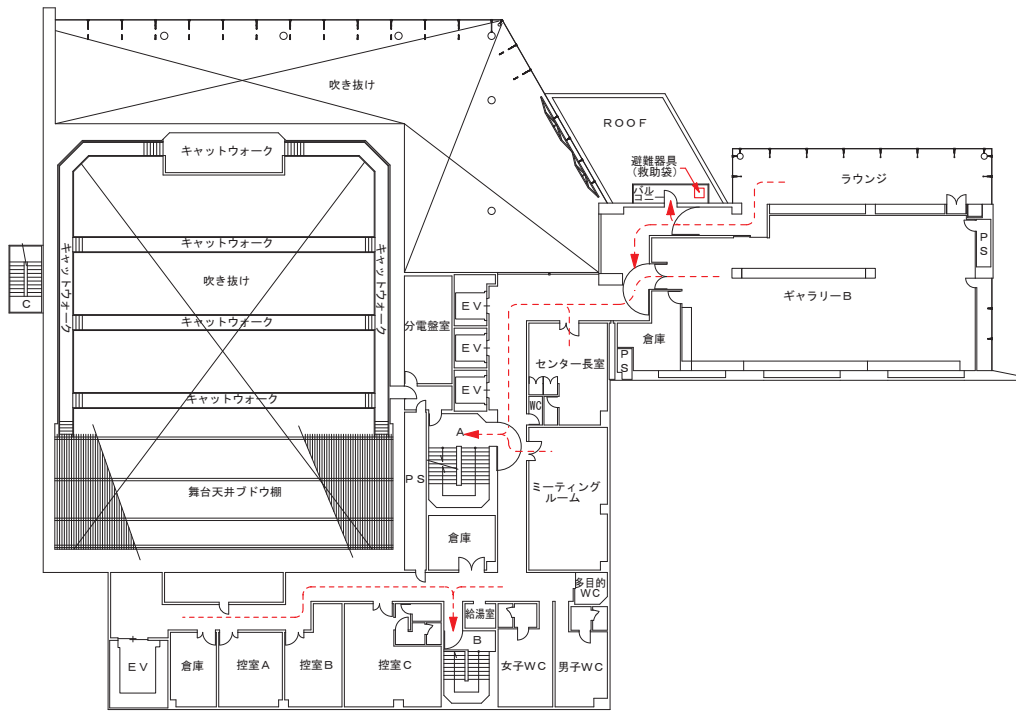 吹き抜け
ROOF
キャットウォーク
避難器具
(救助袋)
バル
コニー
ラウンジ
キャットウォーク
キャットウォーク
キャットウォーク
PS
吹き抜け
C
ギャラリーB
EV
分電盤室
キャットウォーク
EV
倉庫
PS
センター長室
EV
キャットウォーク
WC
A
PS
舞台天井ブドウ棚
ミーティング
ルーム
倉庫
多目的
WC
給湯室
B
EV
倉庫
控室A
控室B
控室C
女子WC
男子WC